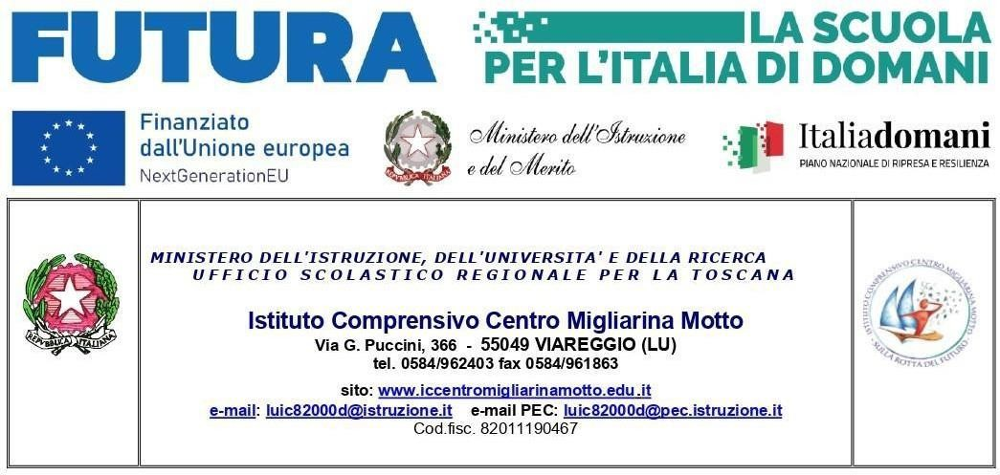 FUTURA
LA SCUOLA
PER L'ITALIA DI DOMANI
Finanziato
dall'Unione europea
NextGenerationEU
REPVBBLICA ITALIANA
Ministero dell'Istruzione
e del Merito
Italiadomani
PIANO NAZIONALE DI RIPRESA E RESILIENZA
REPVBBLICA ITALIANA
MINISTERO DELL'ISTRUZIONE, DELL'UNIVERSITA' E DELLA RICERCA
UFFICIO SCOLASTICO REGIONALE PER LA TOSCANA
Istituto Comprensivo Centro Migliarina Motto
Via G. Puccini, 366 - 55049 VIAREGGIO (LU)
tel. 0584/962403 fax 0584/961863
sito: www.iccentromigliarinamotto.edu.it
e-mail: luic82000d@istruzione.it e-mail PEC: luic82000d@pec.istruzione.it
Cod.fisc. 82011190467
ISTITUTO COMPRENSIVO CENTRO MIGLIARINA MOTTO
- SULLA ROTTA DEL FUTURO -